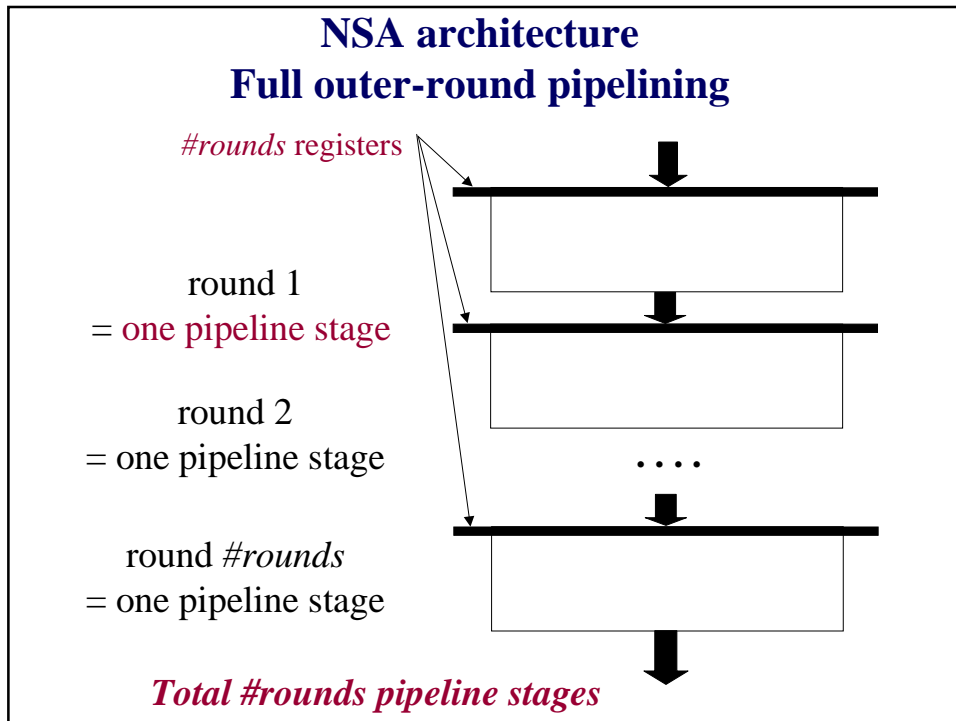 NSA architecture
Full outer-round pipelining
#rounds registers
round 1
= one pipeline stage
round 2
= one pipeline stage
. . . .
round #rounds
= one pipeline stage
Total #rounds pipeline stages